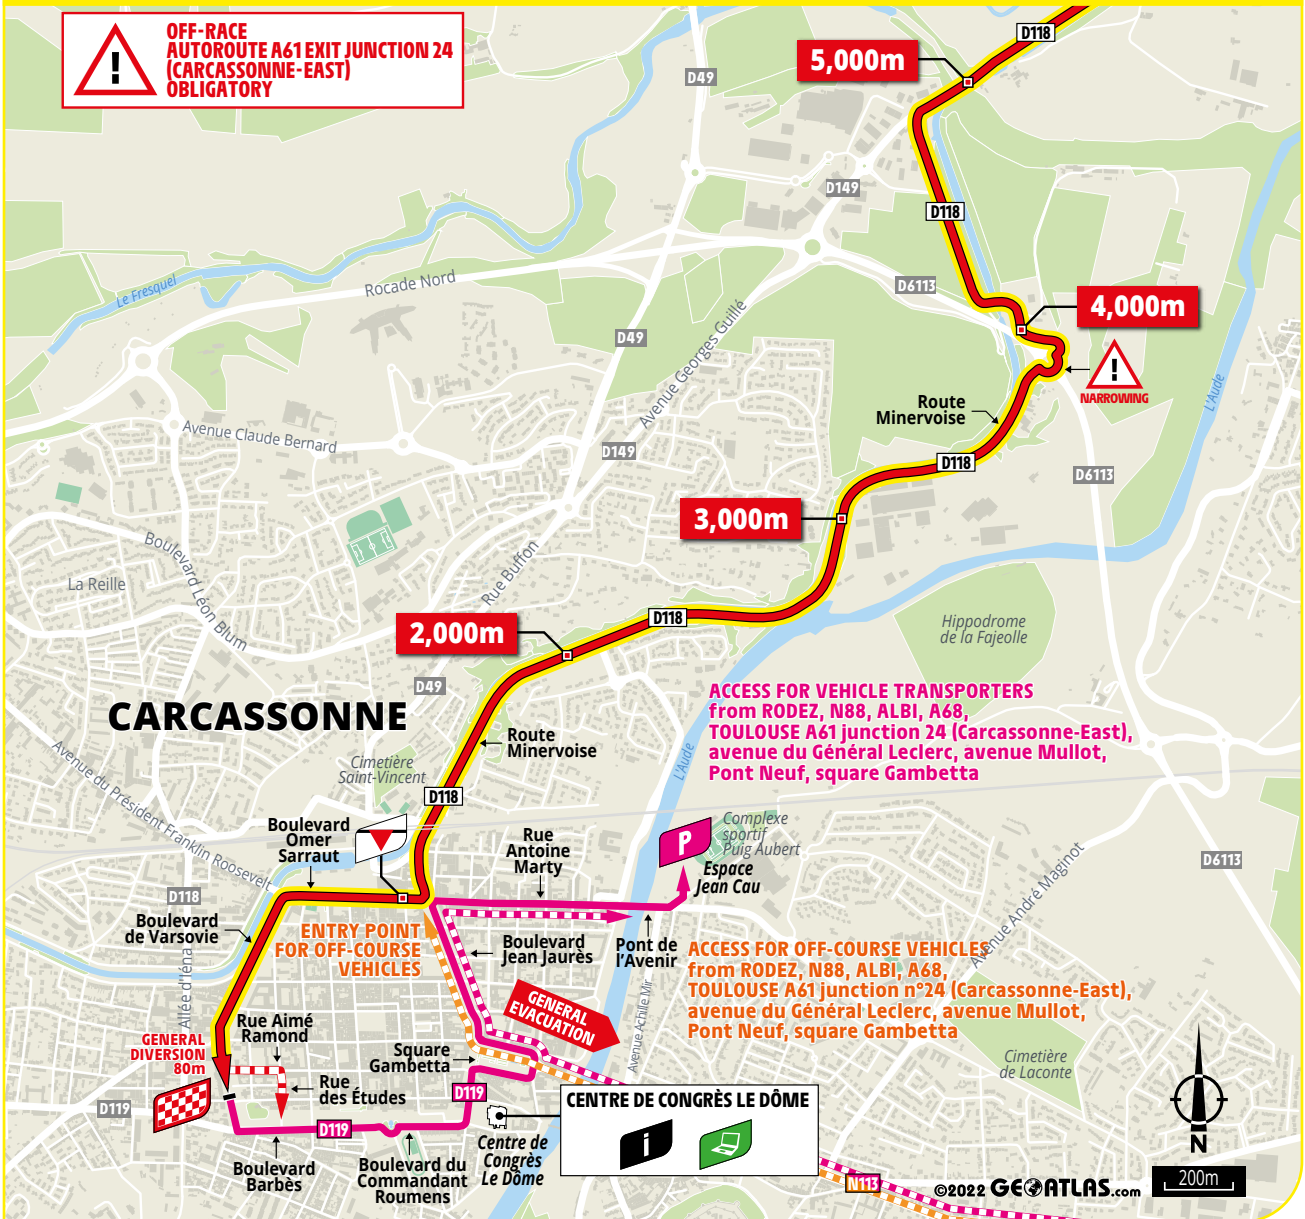 OFF-RACE
AUTOROUTE A61 EXIT JUNCTION 24
(CARCASSONNE-EAST)
OBLIGATORY
D118
5,000m
D49
D149
D118
Le Fresquel
Rocade Nord
D6113
4,000m
D49
Avenue Georges Guillé
NARROWING
L'Aude
Route
Minervoise
Avenue Claude Bernard
D149
D118
D6113
3,000m
Boulevard Léon Blum
La Reille
Rue Buffon
2,000m
D118
Hippodrome
de la Fajeolle
D49
CARCASSONNE
ACCESS FOR VEHICLE TRANSPORTERS
from RODEZ, N88, ALBI, A68,
TOULOUSE A61 junction 24 (Carcassonne-East),
avenue du Général Leclerc, avenue Mullot,
Pont Neuf, square Gambetta
Route
Minervoise
L'Aude
Cimetière
Saint-Vincent
Avenue du Président Franklin Roosevelt
D118
Boulevard
Omer
Sarraut
Rue
Antoine
Marty
P
Complexe
sportif
Puig Aubert
Espace
Jean Cau
D6113
Avenue André Maginot
D118
Boulevard
de Varsovie
ENTRY POINT
FOR OFF-COURSE
VEHICLES
Boulevard
Jean Jaurès
Pont de
l'Avenir
ACCESS FOR OFF-COURSE VEHICLES
from RODEZ, N88, ALBI, A68,
TOULOUSE A61 junction n°24 (Carcassonne-East),
avenue du Général Leclerc, avenue Mullot,
Pont Neuf, square Gambetta
Allée d'Iéna
GENERAL
EVACUATION
Avenue Achille Mir
Rue Aimé
Ramond
GENERAL
DIVERSION
80m
Square
Gambetta
Cimetière
de Laconte
Rue
des Études
D119
D119
D119
CENTRE DE CONGRÈS LE DÔME
i
Centre de
Congrès
Le Dôme
Boulevard
Barbès
Boulevard du
Commandant
Roumens
N
N113
©2022 GEOATLAS.com
200m